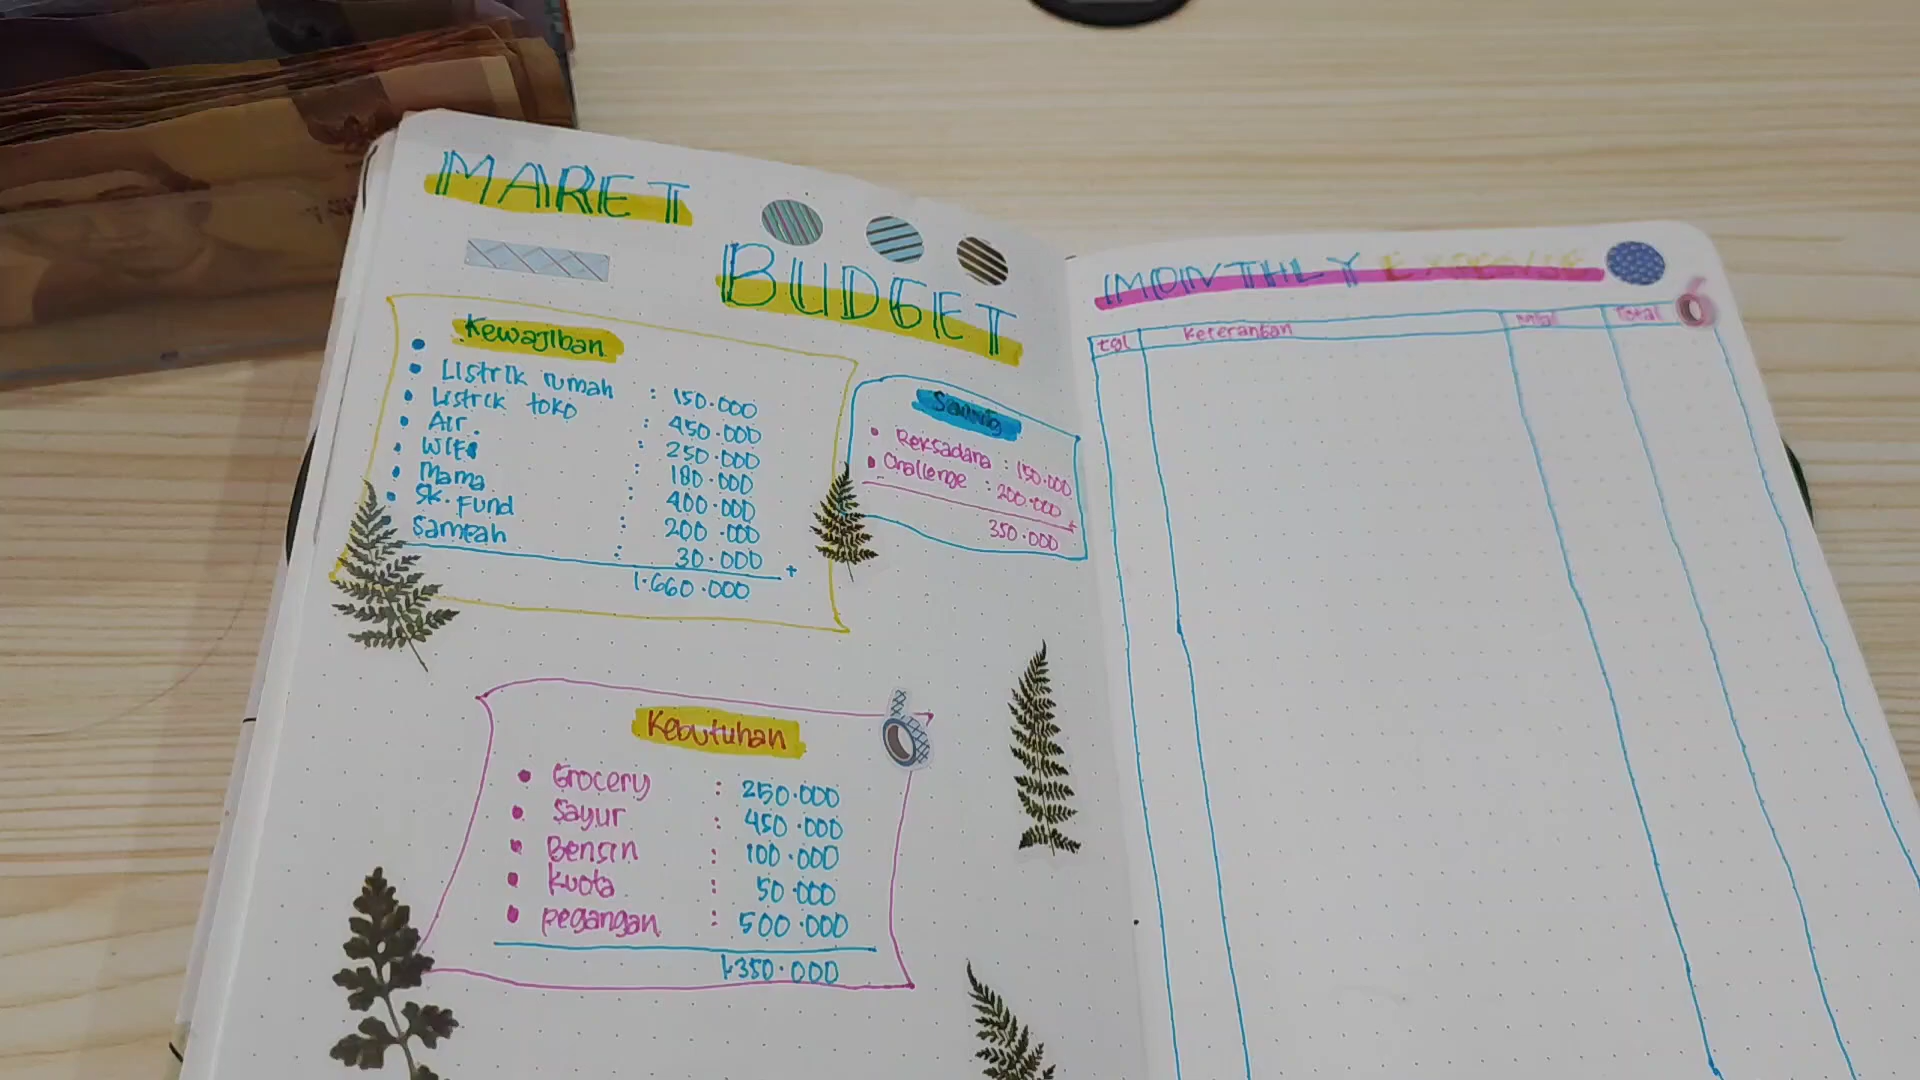 MARET
BUDGET
Kewajiban
Listrik rumah : 150.000
Listrik toko : 450.000
Air : 250.000
Wifi : 180.000
Mama : 400.000
Sk. Fund : 200.000
Sampah : 30.000 +
1.660.000
Saving
Reksadana : 150.000
Challenge : 200.000 +
350.000
Kebutuhan
Grocery : 250.000
Sayur : 450.000
Bensin : 100.000
Kuota : 50.000
pegangan : 500.000
1.350.000
MONTHLY EXPENSE
tgl Keterangan Total